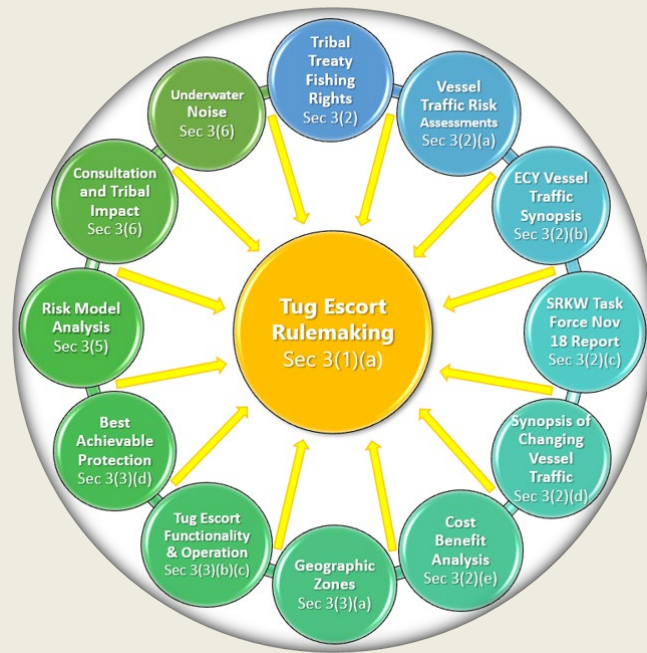 Tribal
Treaty
Fishing
Rights
Sec 3(2)
Vessel
Traffic Risk
Assessments
Sec 3(2)(a)
ECY Vessel
Traffic
Synopsis
Sec 3(2)(b)
SRKW Task
Force Nov
18 Report
Sec 3(2)(c)
Synopsis of
Changing
Vessel
Traffic
Sec 3(2)(d)
Cost
Benefit
Analysis
Sec 3(2)(e)
Geographic
Zones
Sec 3(3)(a)
Tug Escort
Functionality
& Operation
Sec 3(3)(b)(c)
Best
Achievable
Protection
Sec 3(3)(d)
Risk Model
Analysis
Sec 3(5)
Consultation
and Tribal
Impact
Sec 3(6)
Underwater
Noise
Sec 3(6)
Tug Escort
Rulemaking
Sec 3(1)(a)